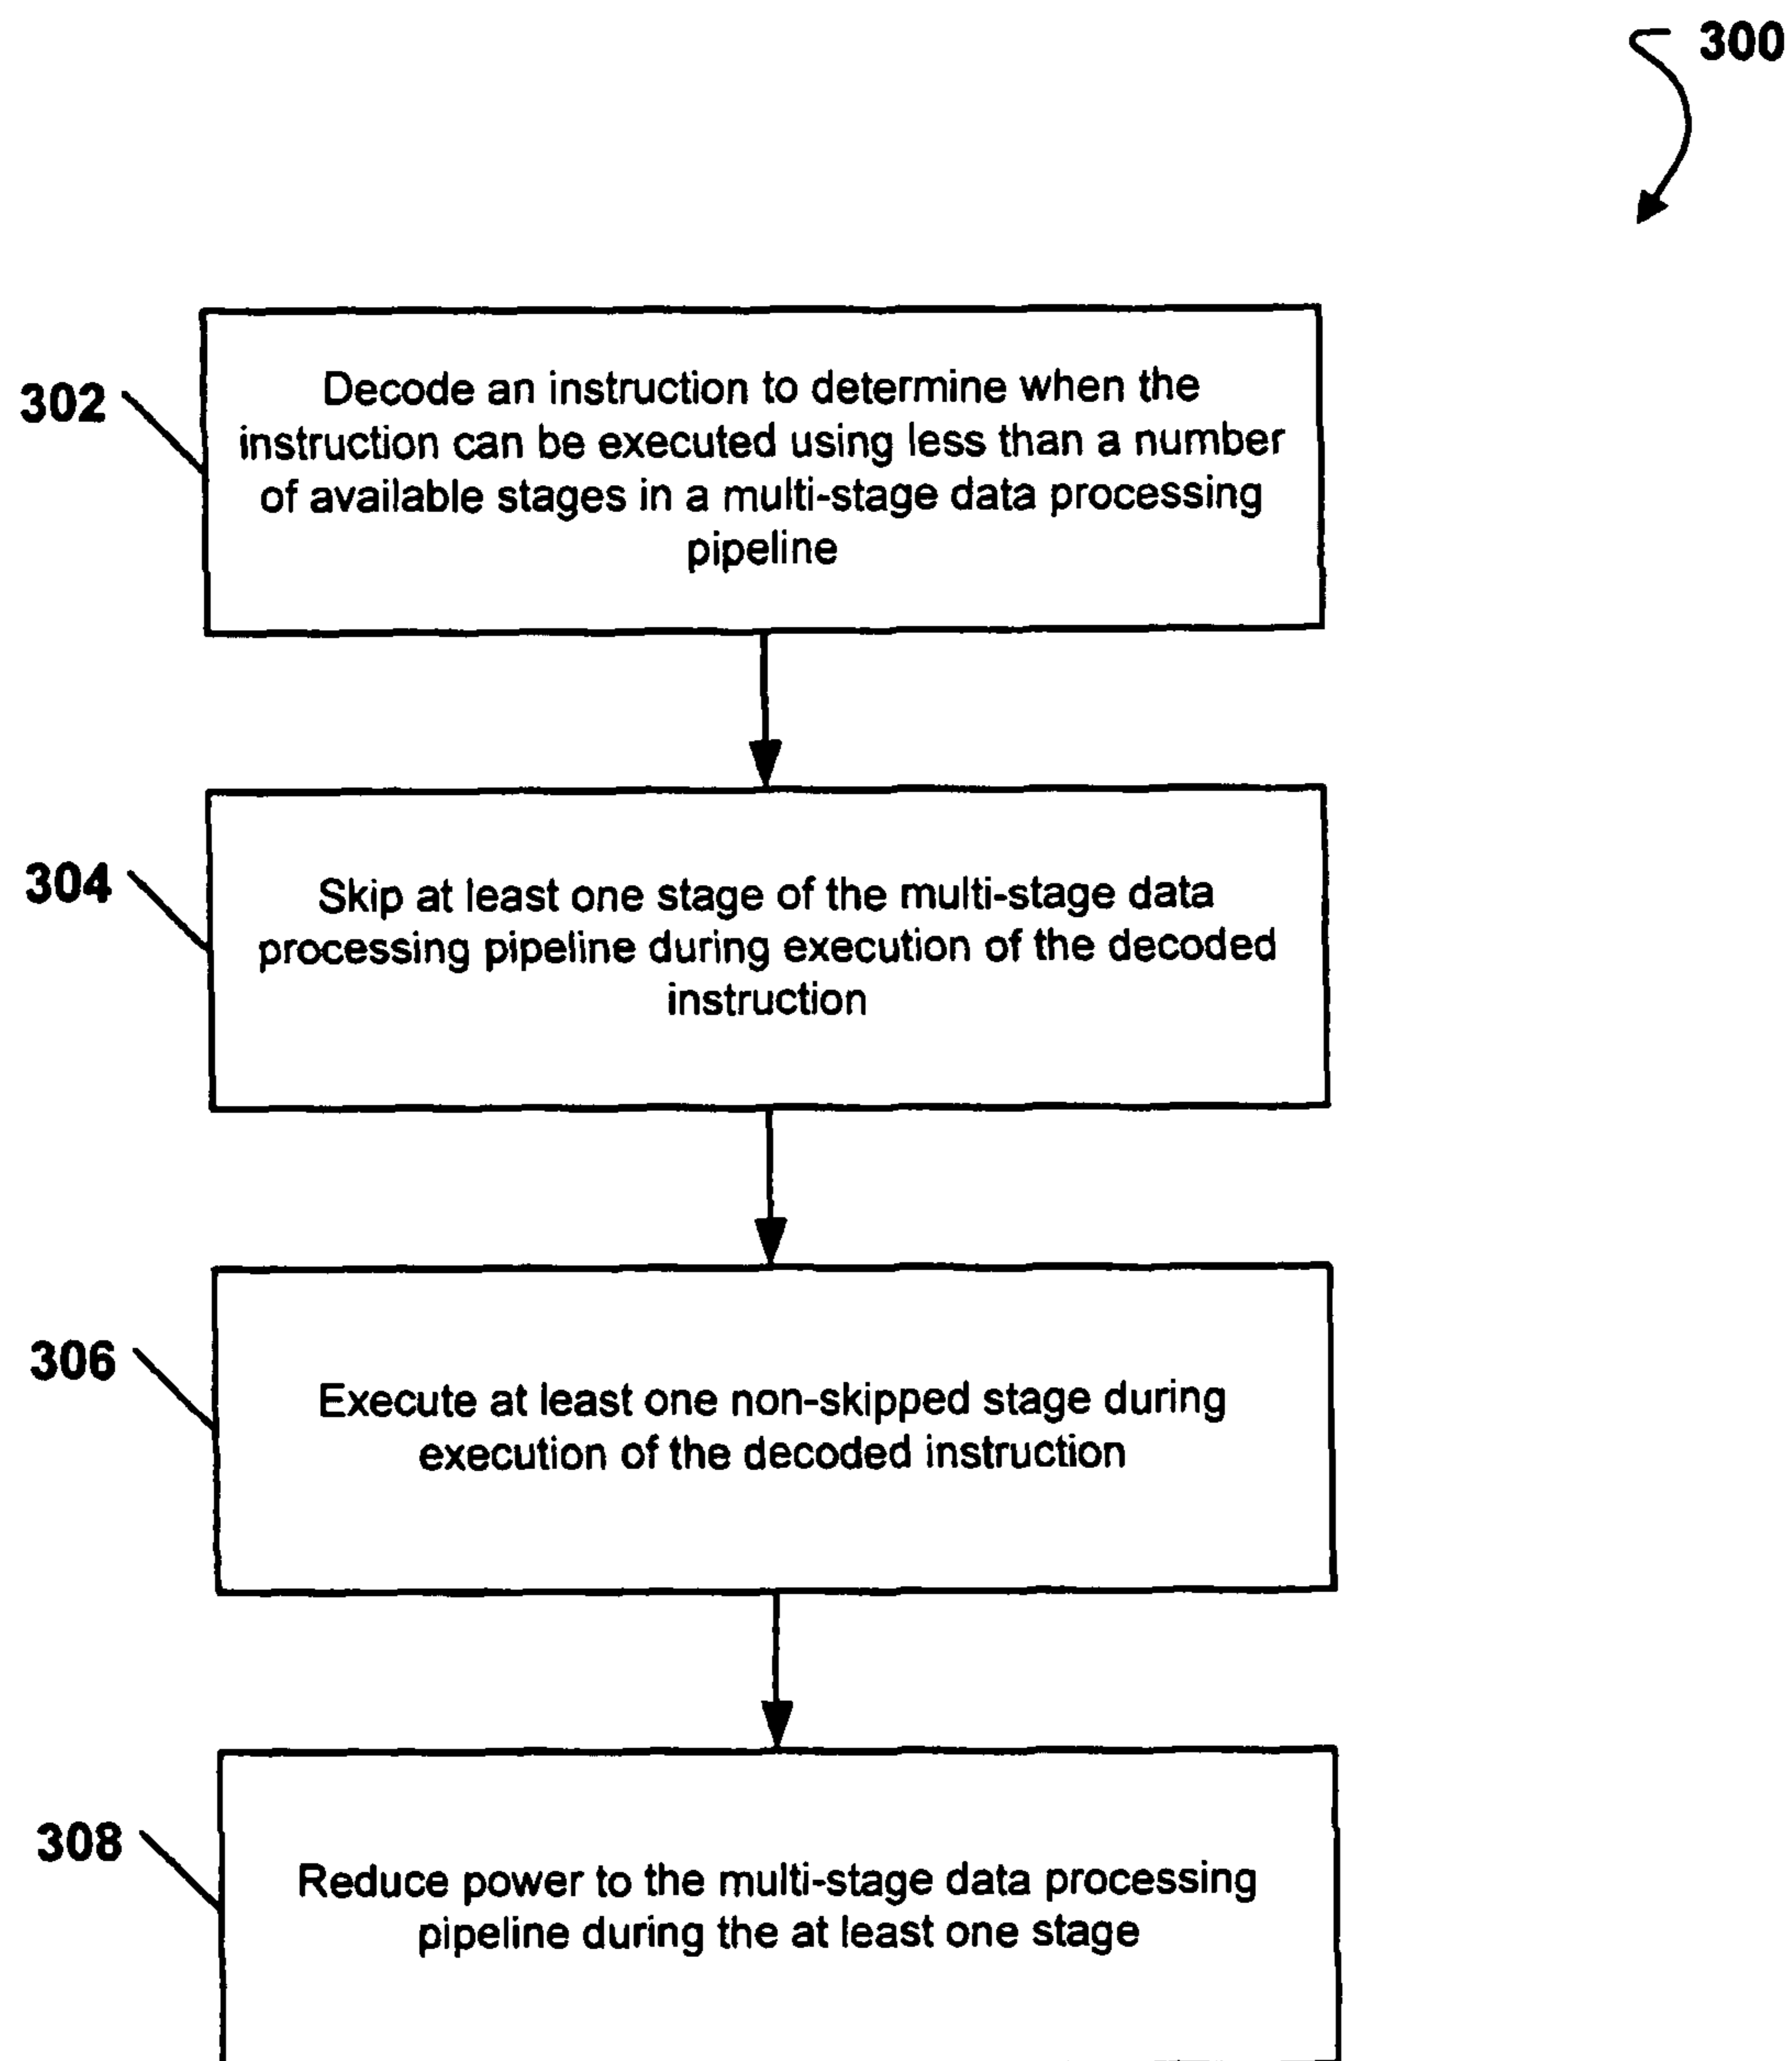 300
302
Decode an instruction to determine when the
instruction can be executed using less than a number
of available stages in a multi-stage data processing
pipeline
304
Skip at least one stage of the multi-stage data
processing pipeline during execution of the decoded
instruction
306
Execute at least one non-skipped stage during
execution of the decoded instruction
308
Reduce power to the multi-stage data processing
pipeline during the at least one stage